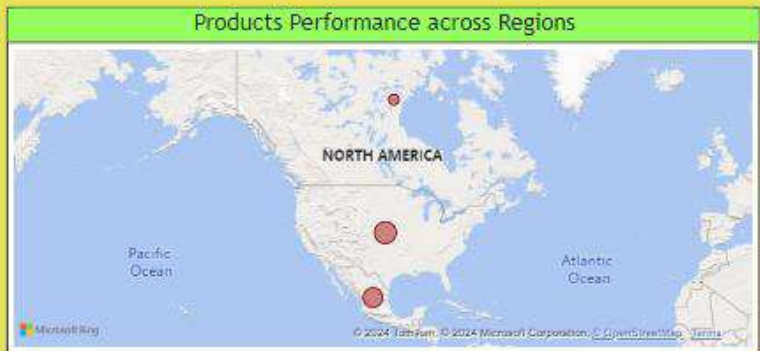 Products Performance across Regions
NORTH AMERICA
Pacific
Ocean
Atlantic
Ocean
Microsoft Bing
© 2024 TomTom, © 2024 Microsoft Corporation, © OpenStreetMap Terms